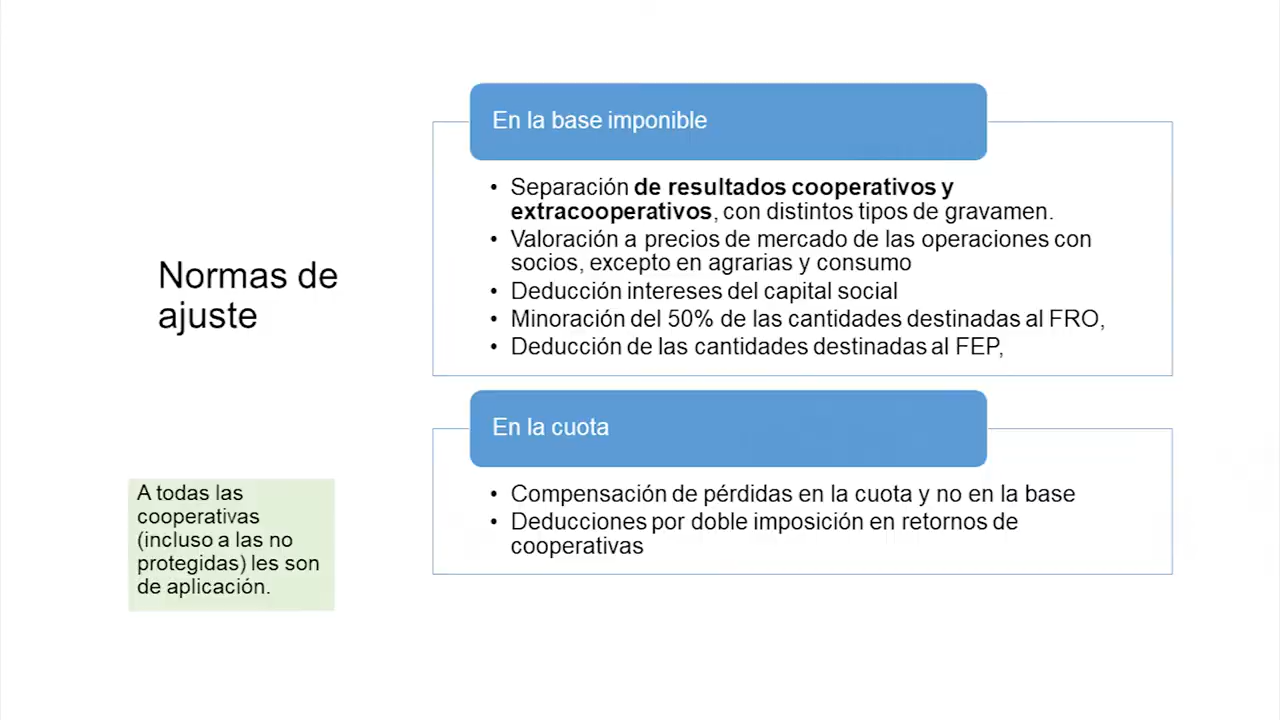 Normas de
ajuste
A todas las
cooperativas
(incluso a las no
protegidas) les son
de aplicación.
En la base imponible
• Separación de resultados cooperativos y
extracooperativos, con distintos tipos de gravamen.
• Valoración a precios de mercado de las operaciones con
socios, excepto en agrarias y consumo
• Deducción intereses del capital social
• Minoración del 50% de las cantidades destinadas al FRO,
• Deducción de las cantidades destinadas al FEP,
En la cuota
• Compensación de pérdidas en la cuota y no en la base
• Deducciones por doble imposición en retornos de
cooperativas